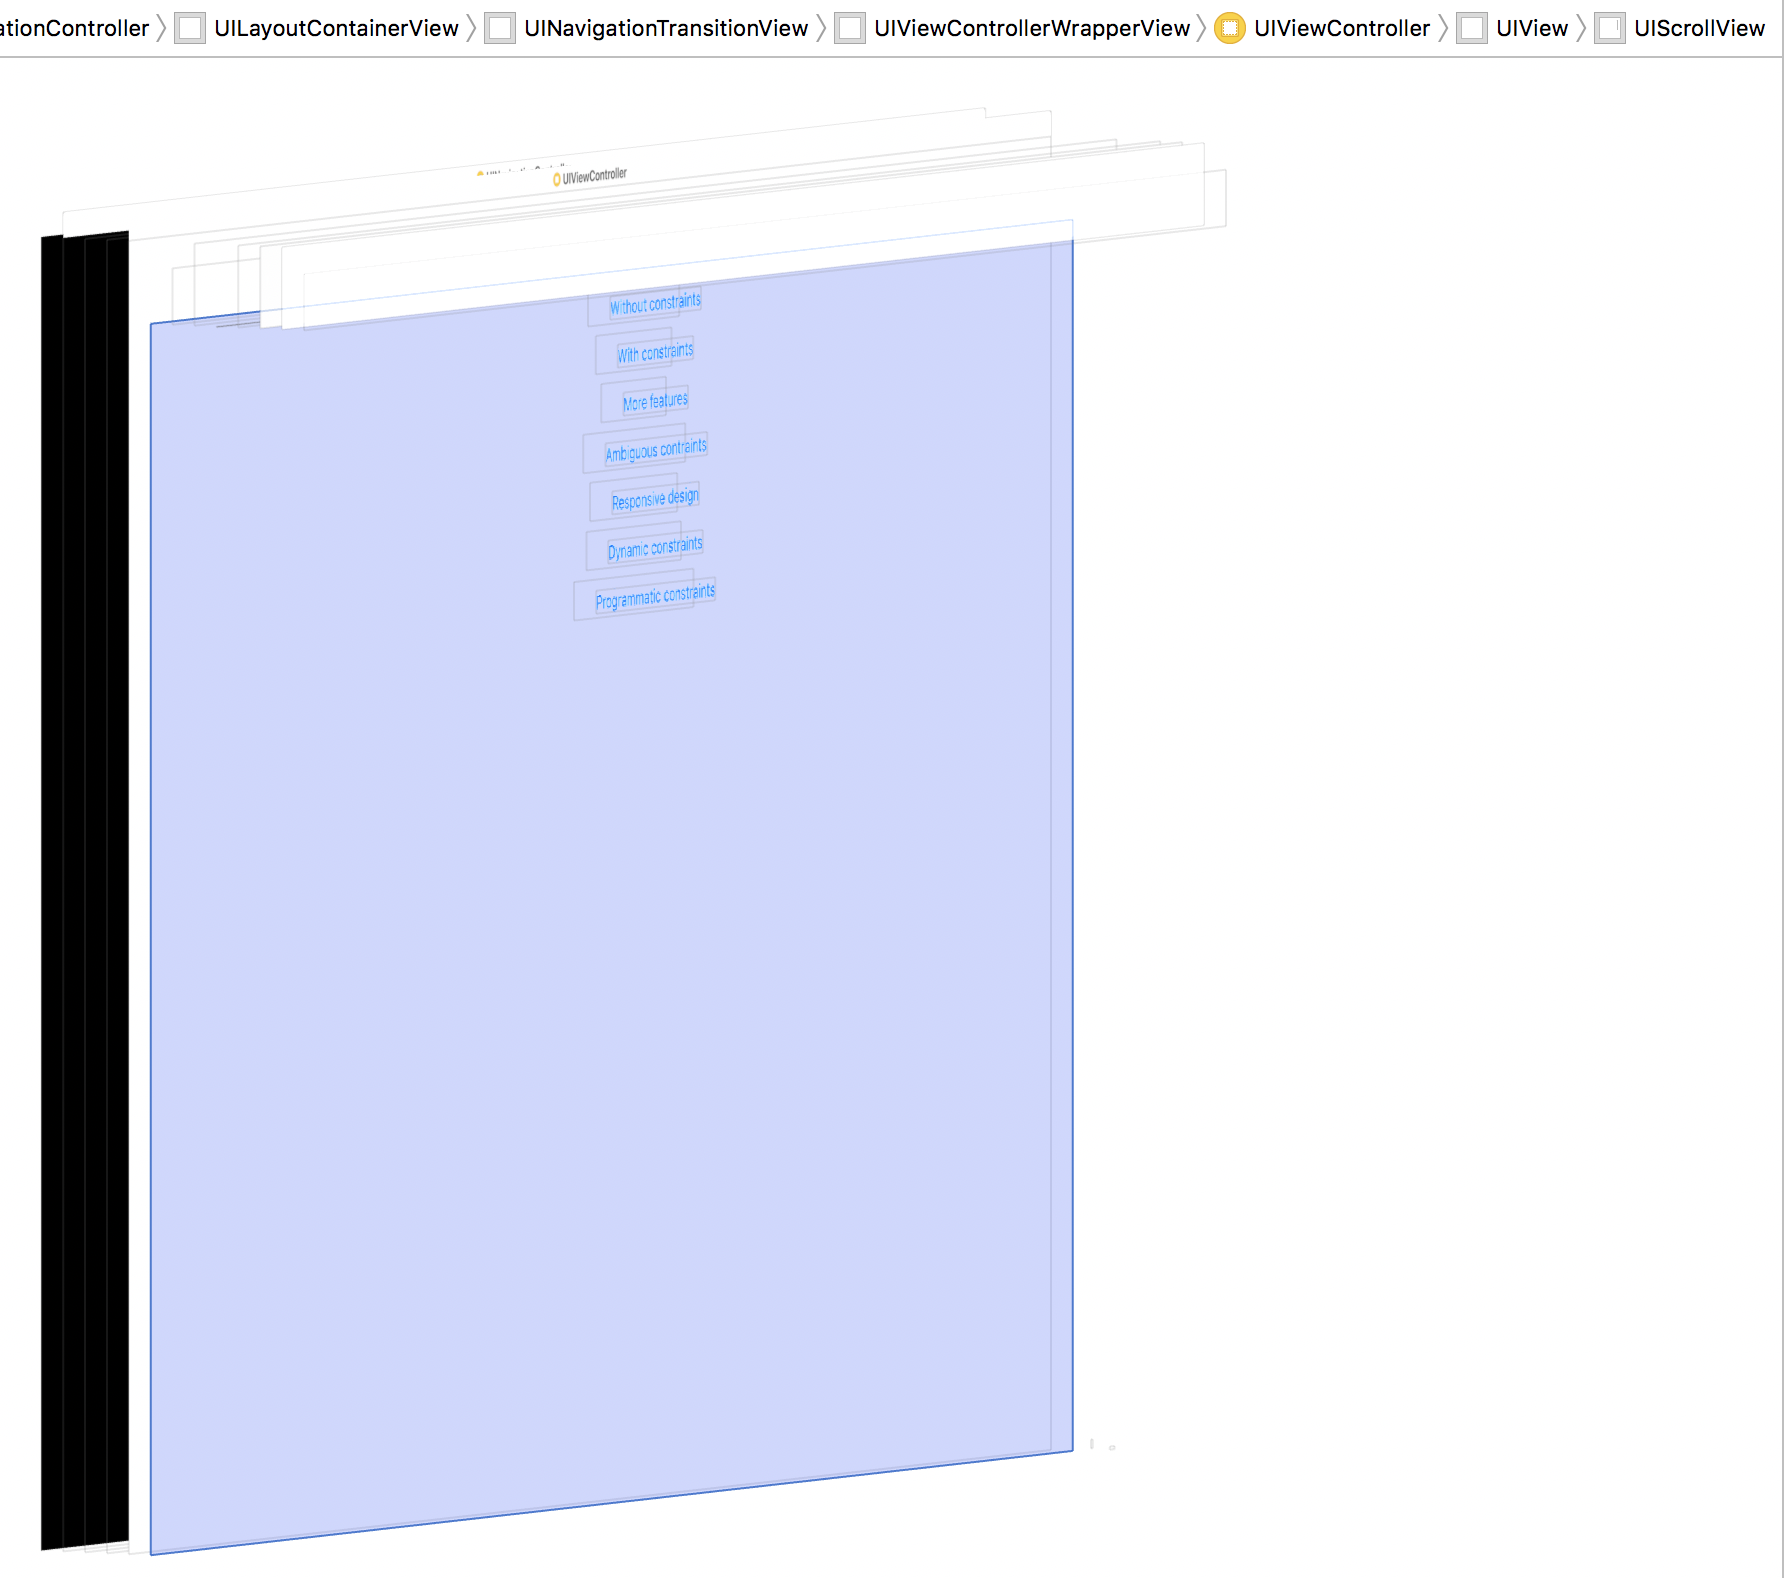 ationController UILayoutContainerView UINavigationTransitionView UIViewControllerWrapperView UIViewController UIView UIScrollView
UIViewController
Without constraints
With constraints
More features
Ambiguous contraints
Responsive design
Dynamic constraints
Programmatic constraints